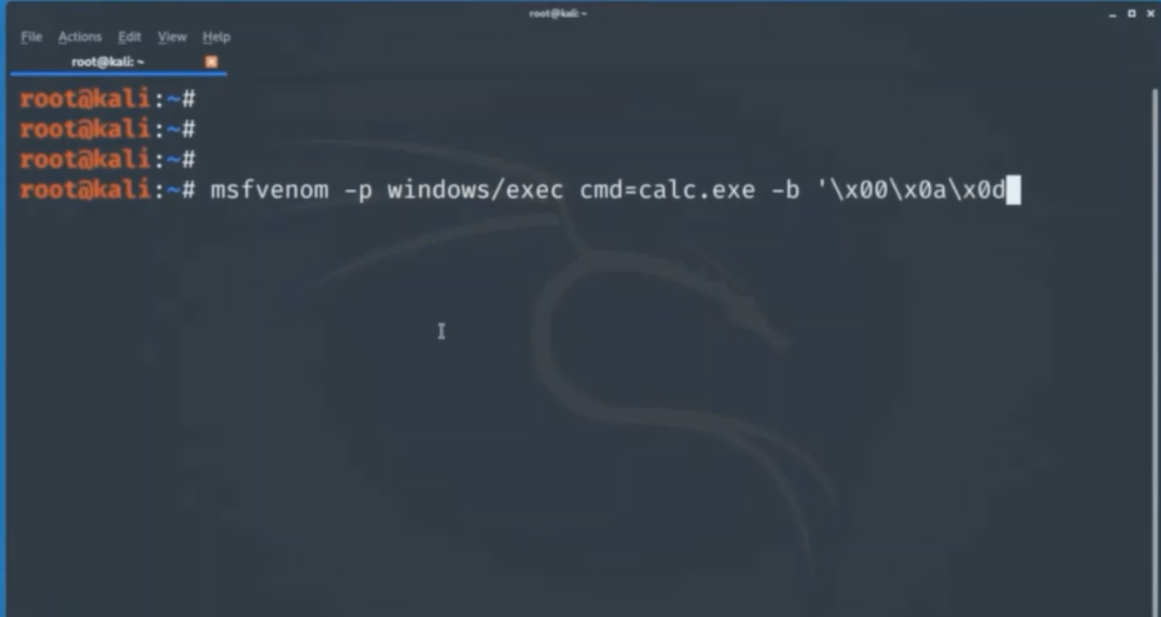 root@kali: ~
File Actions Edit View Help
root@kali: ~
root@kali:~#
root@kali:~#
root@kali:~#
root@kali:~# msfvenom -p windows/exec cmd=calc.exe -b '\x00\x0a\x0d